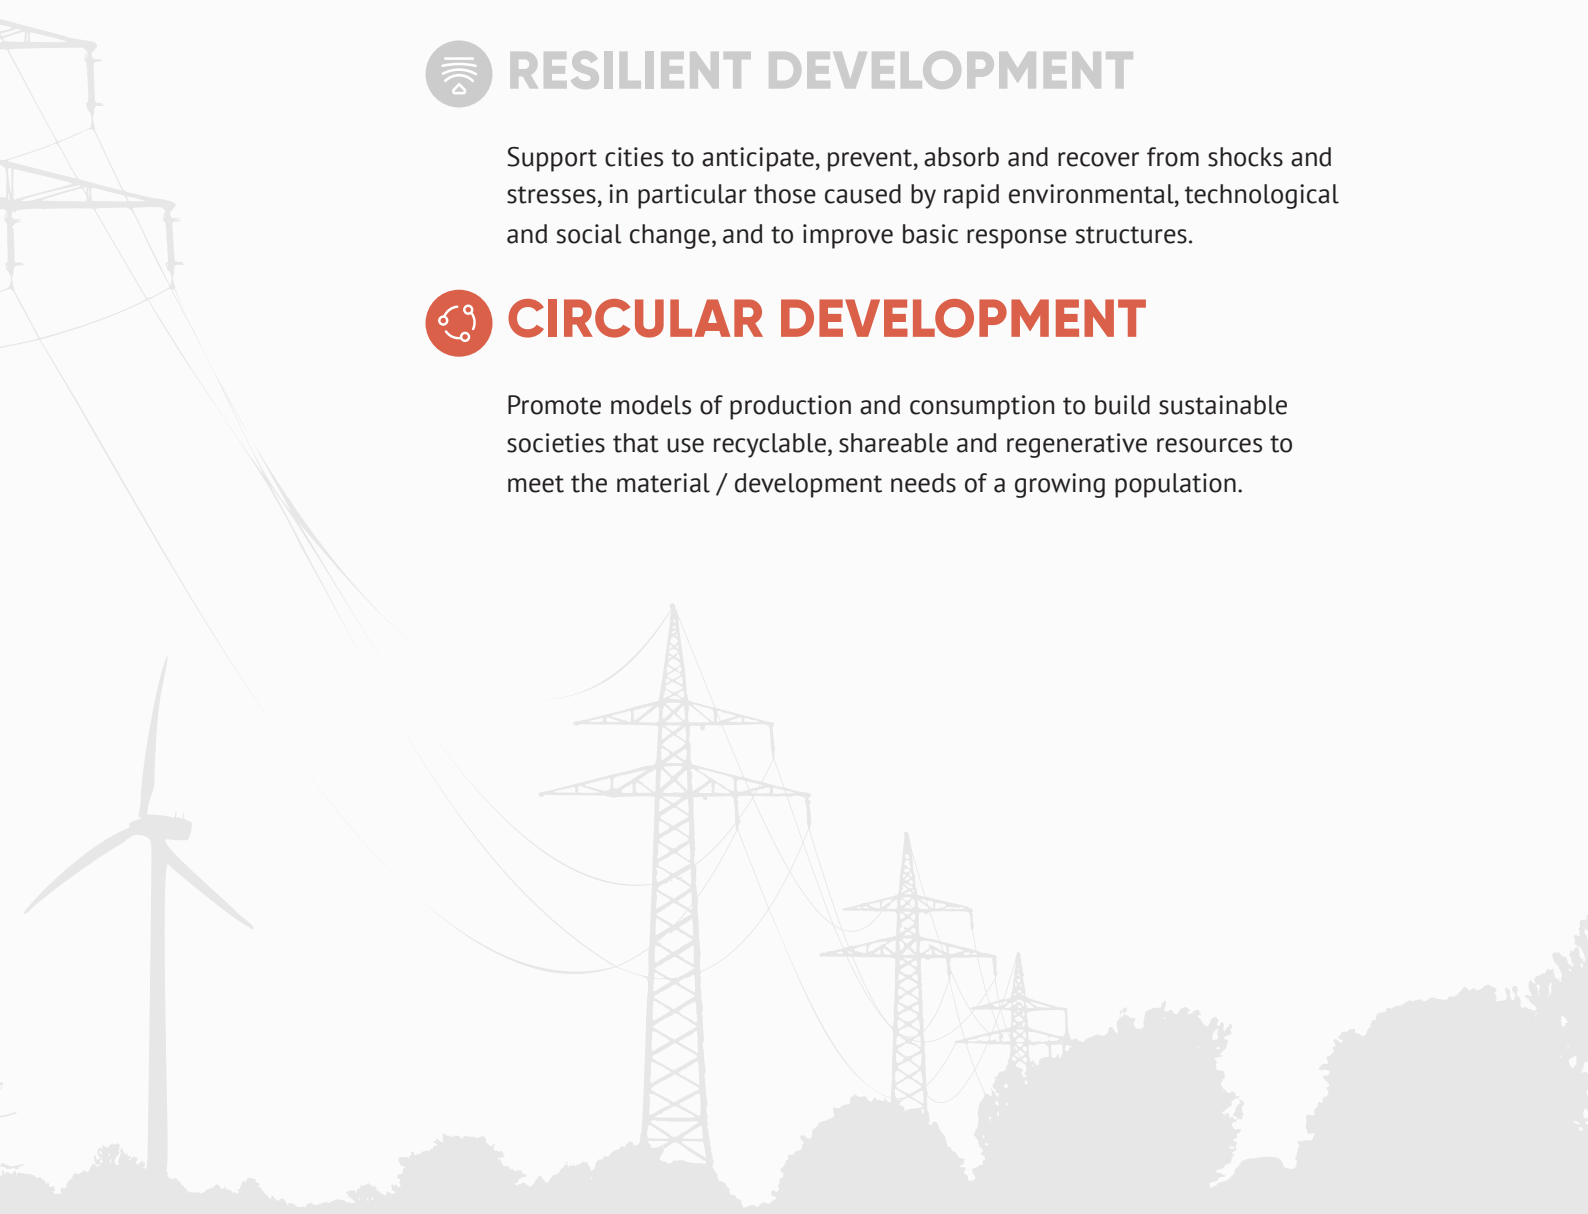 RESILIENT DEVELOPMENT
Support cities to anticipate, prevent, absorb and recover from shocks and
stresses, in particular those caused by rapid environmental, technological
and social change, and to improve basic response structures.
CIRCULAR DEVELOPMENT
Promote models of production and consumption to build sustainable
societies that use recyclable, shareable and regenerative resources to
meet the material / development needs of a growing population.